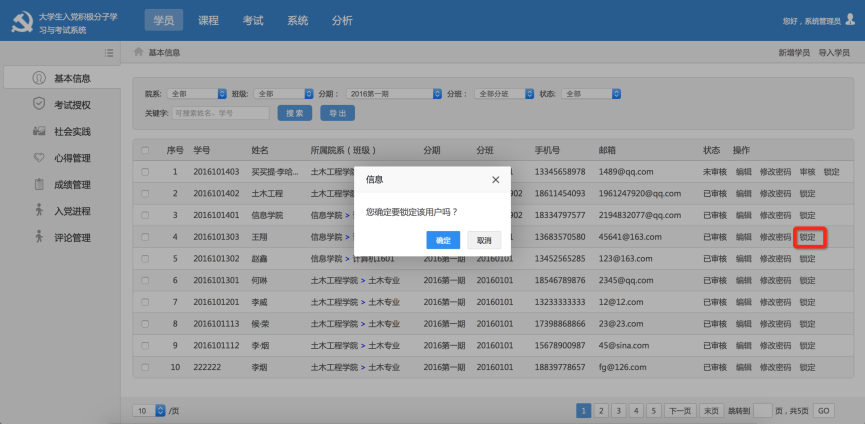 大学生入党积极分子学
习与考试系统
学员 课程 考试 系统 分析
您好，系统管理员
基本信息
新增学员 导入学员
基本信息
考试授权
社会实践
心得管理
成绩管理
入党进程
评论管理
院系: 全部 班级: 全部 分期: 2016第一期 分班: 全部分班 状态: 全部
关键字: 可搜索姓名、学号 搜 索 导 出
序号 学号 姓名 所属院系（班级） 分期 分班 手机号 邮箱 状态 操作
1 2016101403 买买提·李哈... 土木工程学 13345658978 1489@qq.com 未审核 编辑 修改密码 审核 锁定
2 2016101402 土木工程 土木工程学 902 18611454093 1961247920@qq.com 已审核 编辑 修改密码 锁定
3 2016101401 信息学院 信息学院 > 902 18334797577 2194832077@qq.com 已审核 编辑 修改密码 锁定
4 2016101303 王翔 信息学院 > 13683570580 45641@163.com 已审核 编辑 修改密码 锁定
5 2016101302 赵鑫 信息学院 > 计算机1601 2016第一期 20160101 13452565285 123@163.com 已审核 编辑 修改密码 锁定
6 2016101301 何琳 土木工程学院 > 土木专业 2016第一期 20160101 18546789876 2345@qq.com 已审核 编辑 修改密码 锁定
7 2016101201 李威 土木工程学院 > 土木专业 2016第一期 20160101 13233333333 12@12.com 已审核 编辑 修改密码 锁定
8 2016101113 侯·荣 土木工程学院 > 土木专业 2016第一期 20160101 17398868866 23@23.com 已审核 编辑 修改密码 锁定
9 2016101112 李·烟 土木工程学院 > 土木专业 2016第一期 20160101 15678900987 45@sina.com 已审核 编辑 修改密码 锁定
10 222222 李烟 土木工程学院 > 土木专业 2016第一期 20160101 18839778657 fg@126.com 已审核 编辑 修改密码 锁定
信息
您确定要锁定该用户吗？
确定 取消
10 /页
1 2 3 4 5 下一页 末页 跳转到 页，共5页 GO